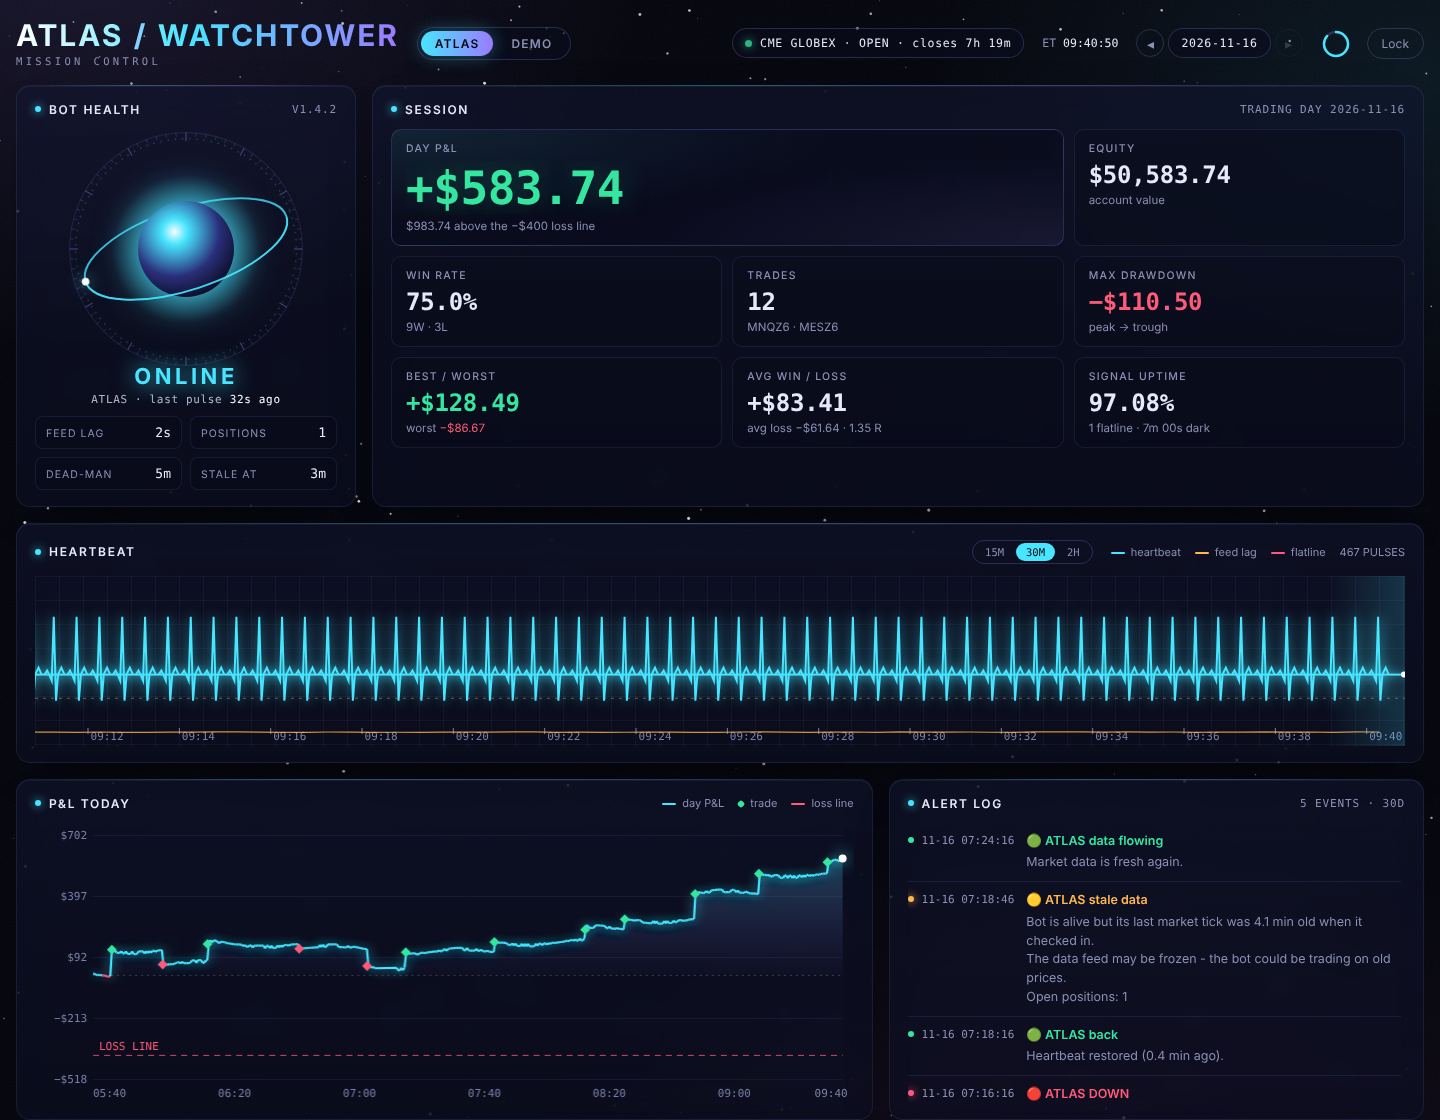 ATLAS / WATCHTOWER
MISSION CONTROL
ATLAS DEMO
CME GLOBEX · OPEN · closes 7h 19m
ET 09:40:50
◀ 2026-11-16 ▶
Lock
BOT HEALTH
V1.4.2
ONLINE
ATLAS · last pulse 32s ago
FEED LAG 2s
POSITIONS 1
DEAD-MAN 5m
STALE AT 3m
SESSION
TRADING DAY 2026-11-16
DAY P&L
+$583.74
$983.74 above the −$400 loss line
EQUITY
$50,583.74
account value
WIN RATE
75.0%
9W · 3L
TRADES
12
MNQZ6 · MESZ6
MAX DRAWDOWN
−$110.50
peak → trough
BEST / WORST
+$128.49
worst −$86.67
AVG WIN / LOSS
+$83.41
avg loss −$61.64 · 1.35 R
SIGNAL UPTIME
97.08%
1 flatline · 7m 00s dark
HEARTBEAT
15M 30M 2H
heartbeat feed lag flatline 467 PULSES
09:12 09:14 09:16 09:18 09:20 09:22 09:24 09:26 09:28 09:30 09:32 09:34 09:36 09:38 09:40
P&L TODAY
day P&L trade loss line
$702
$397
$92
−$213
LOSS LINE
−$518
05:40 06:20 07:00 07:40 08:20 09:00 09:40
ALERT LOG
5 EVENTS · 30D
11-16 07:24:16 ATLAS data flowing
Market data is fresh again.
11-16 07:18:46 ATLAS stale data
Bot is alive but its last market tick was 4.1 min old when it
checked in.
The data feed may be frozen - the bot could be trading on old
prices.
Open positions: 1
11-16 07:18:16 ATLAS back
Heartbeat restored (0.4 min ago).
11-16 07:16:16 ATLAS DOWN